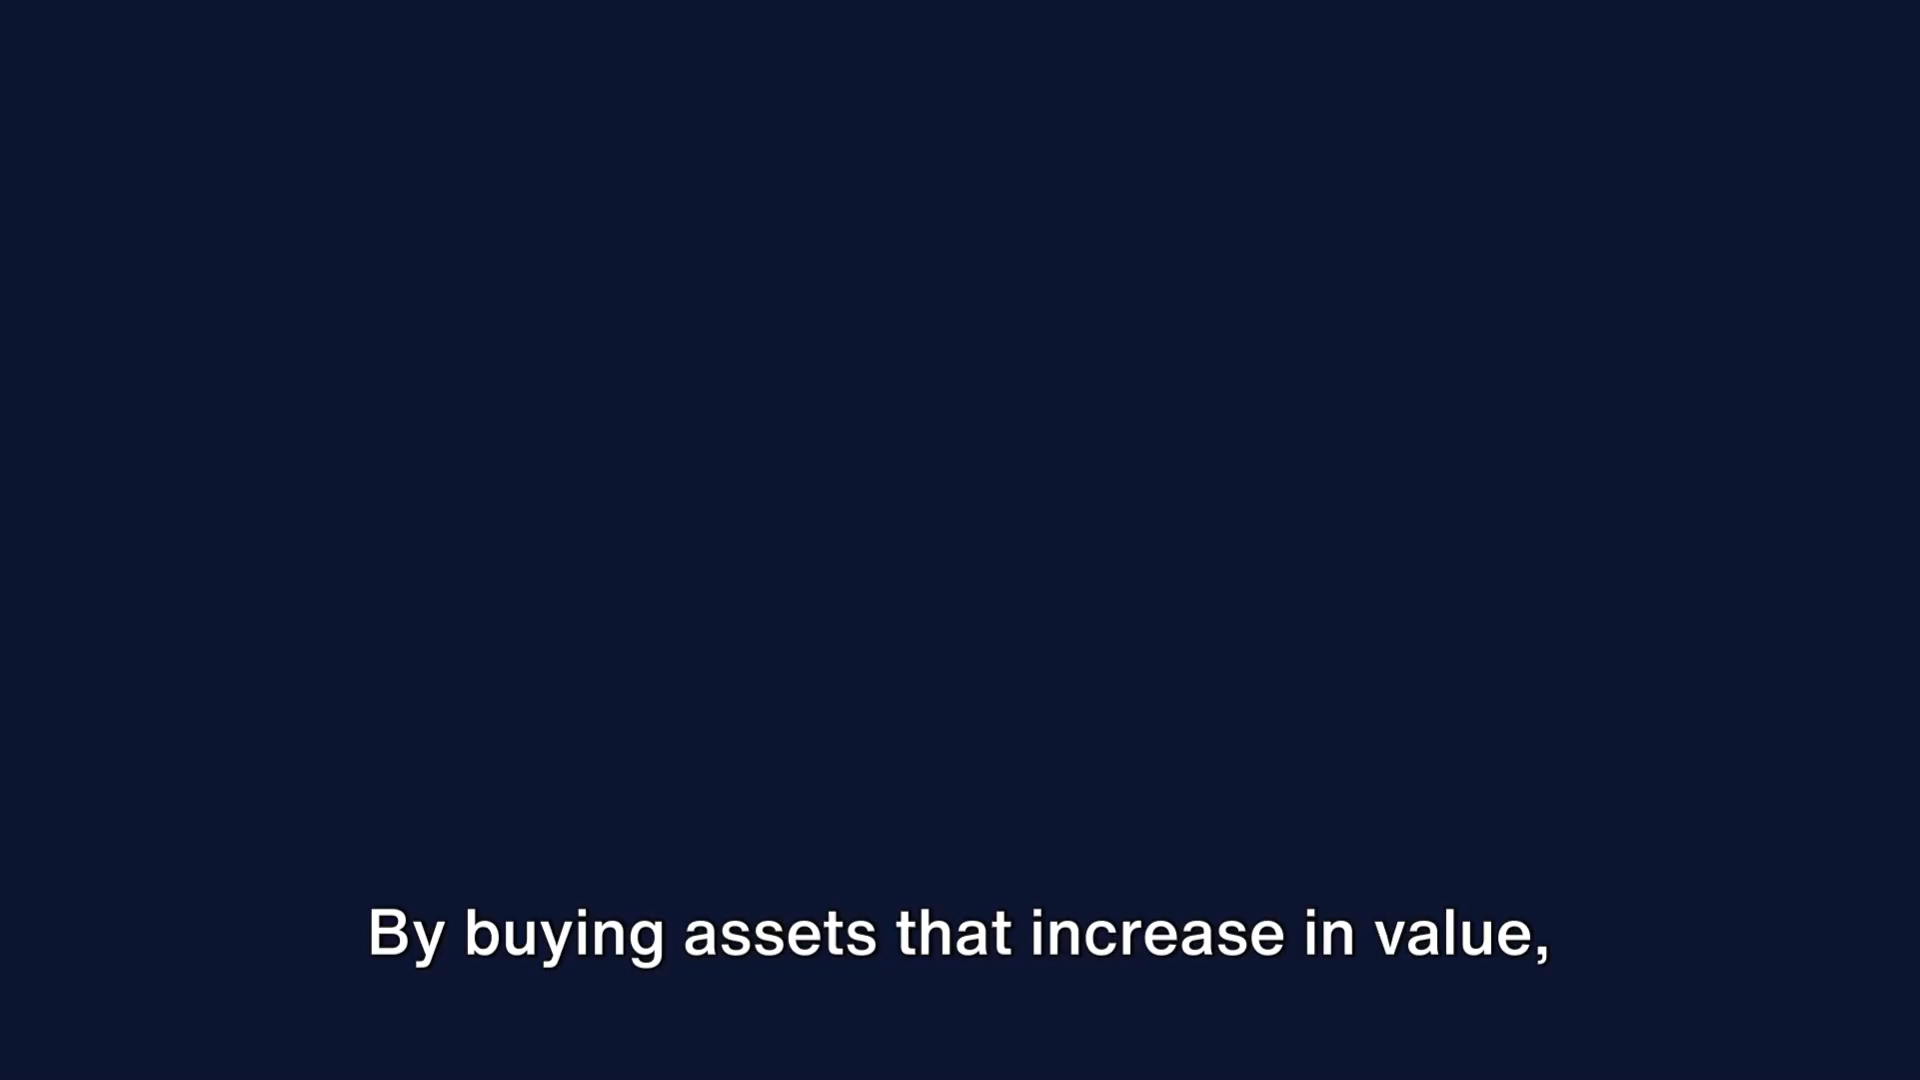 By buying assets that increase in value,